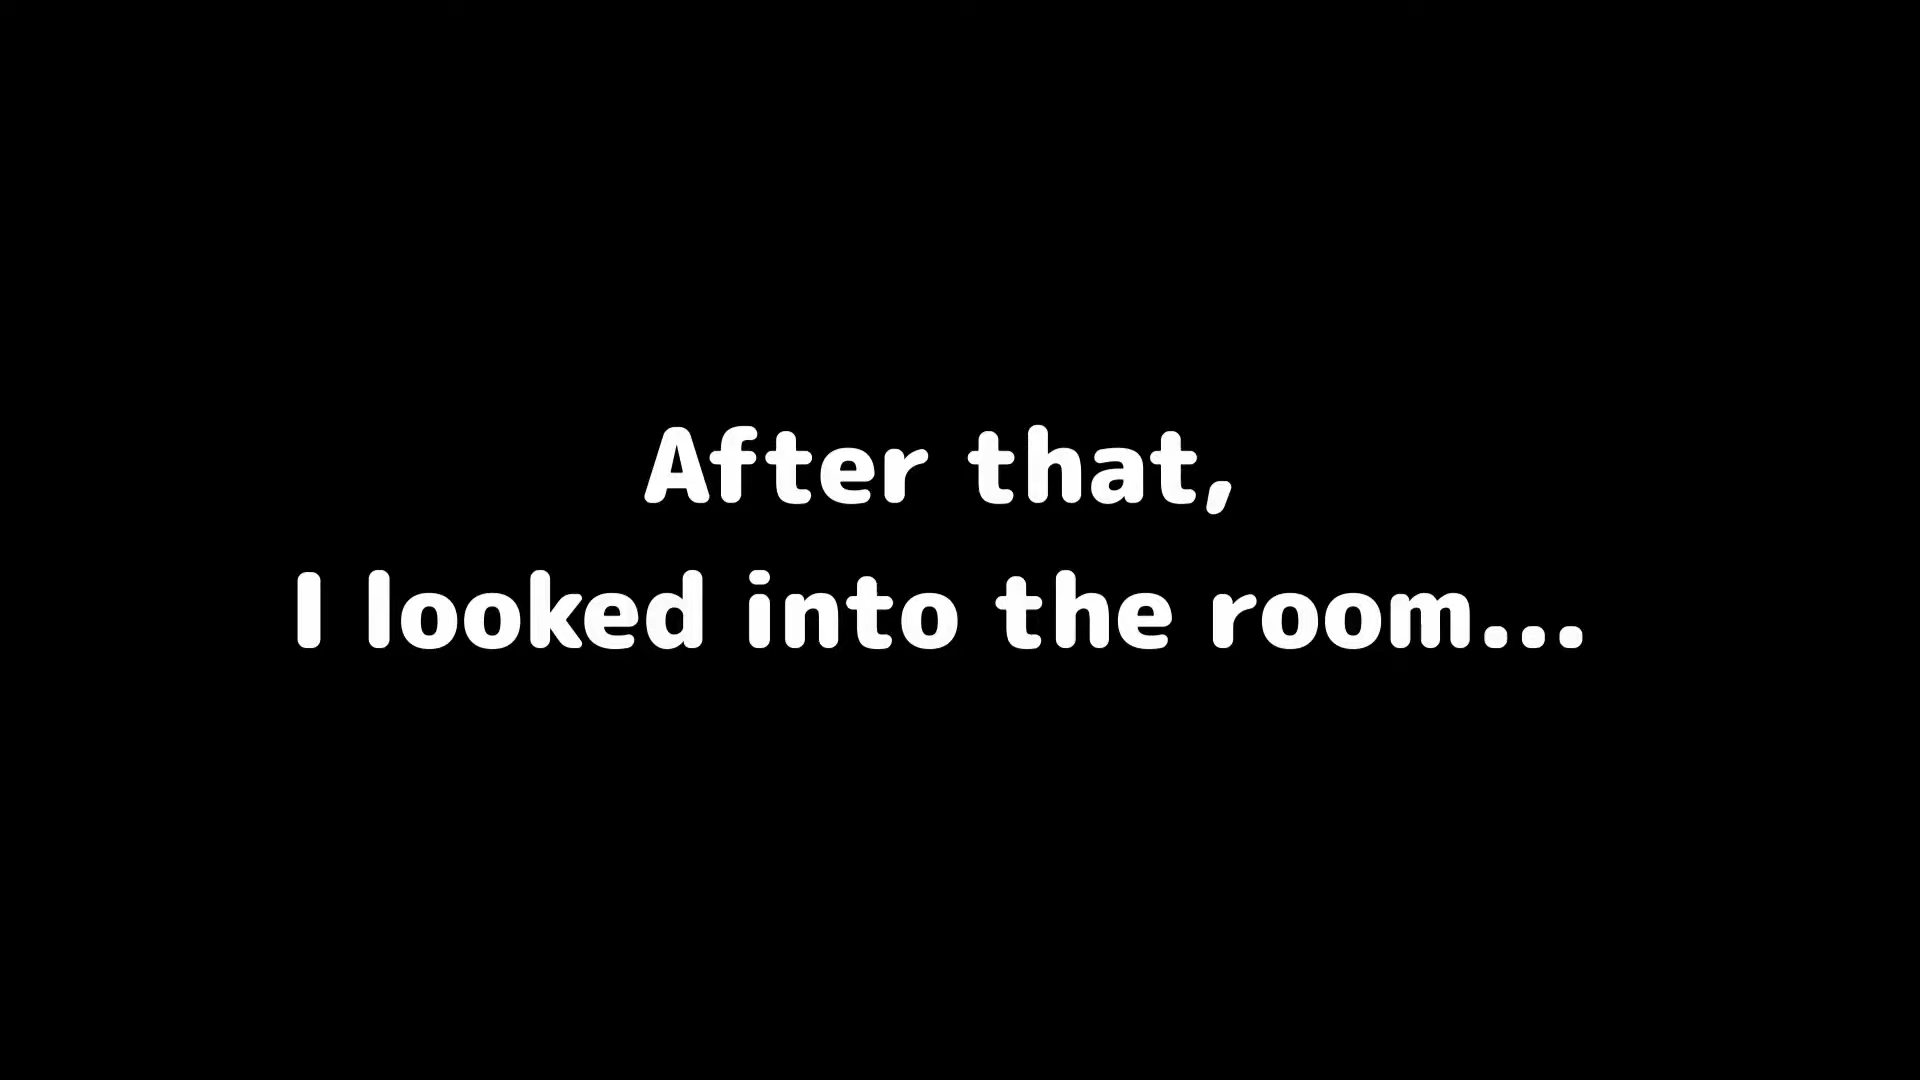 After that,
I looked into the room...